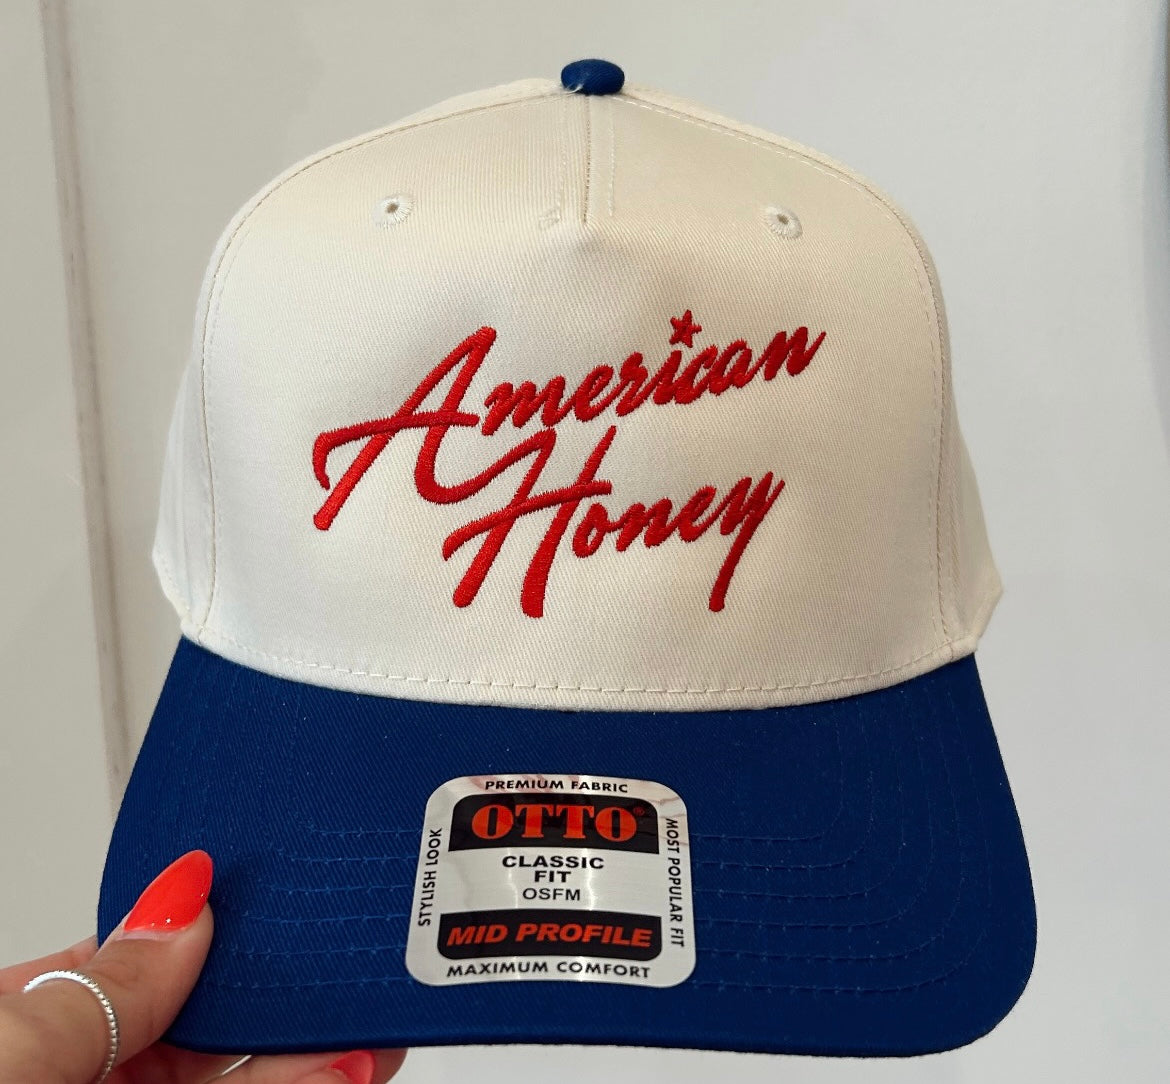 American
Honey
PREMIUM FABRIC
OTTO®
STYLISH LOOK
CLASSIC
FIT
OSFM
MOST POPULAR FIT
MID PROFILE
MAXIMUM COMFORT